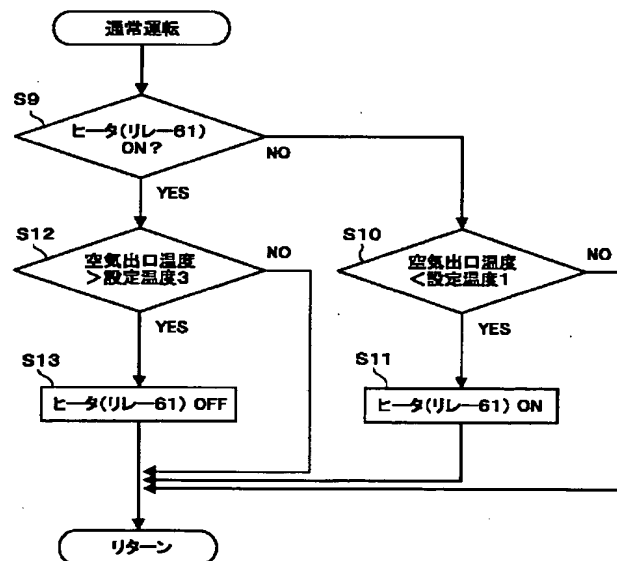 通常運転
S9
ヒータ(リレー61)
ON?
NO
YES
S12
空気出口温度
>設定温度3
NO
YES
S10
空気出口温度
<設定温度1
NO
YES
S13
ヒータ(リレー61) OFF
S11
ヒータ(リレー61) ON
リターン